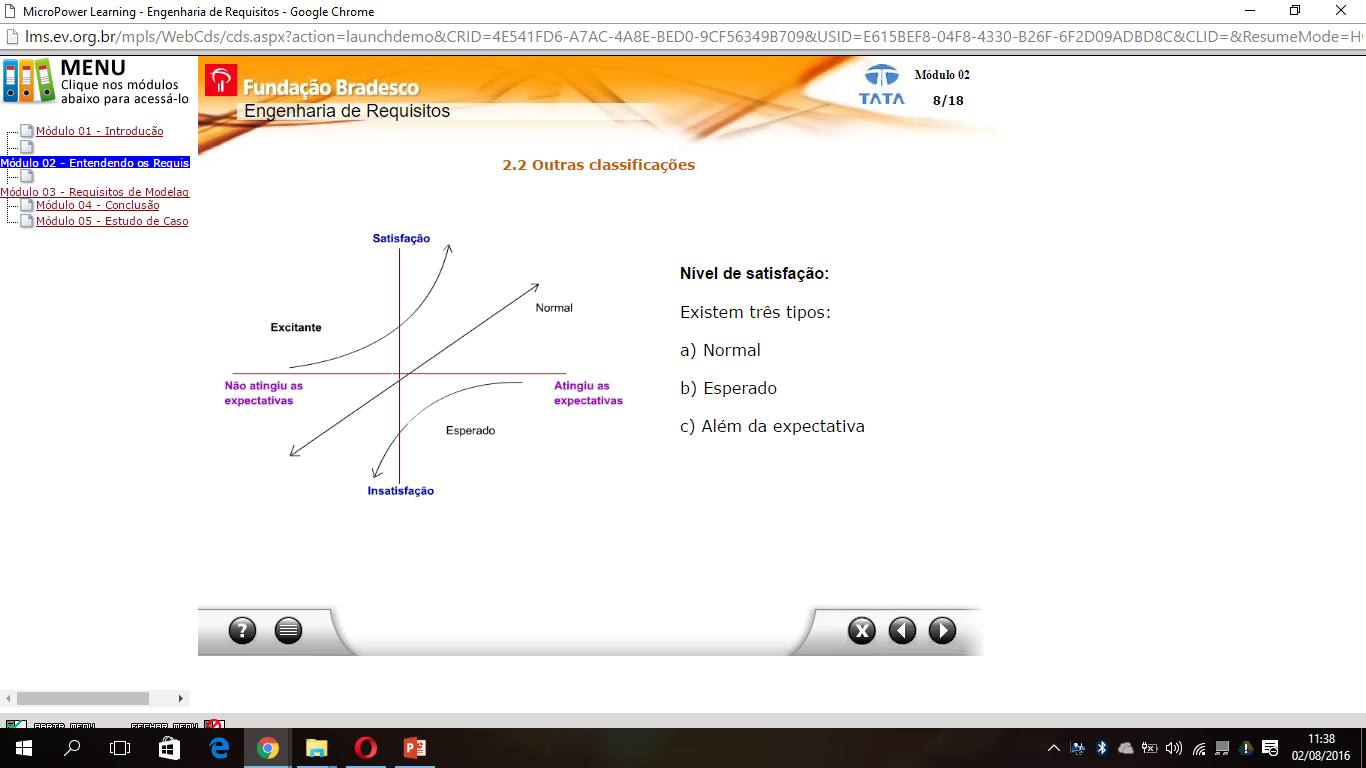 MicroPower Learning - Engenharia de Requisitos - Google Chrome
lms.ev.org.br/mpls/WebCds/cds.aspx?action=launchdemo&CRID=4E541FD6-A7AC-4A8E-BED0-9CF56349B709&USID=E615BEF8-04F8-4330-B26F-6F2D09ADBD8C&CLID=&ResumeMode=H
MENU
Clique nos módulos
abaixo para acessá-lo
Módulo 01 - Introdução
Módulo 02 - Entendendo os Requis
Módulo 03 - Requisitos de Modelag
Módulo 04 - Conclusão
Módulo 05 - Estudo de Caso
Fundação Bradesco
Engenharia de Requisitos
TATA
Módulo 02
8/18
2.2 Outras classificações
Satisfação
Normal
Excitante
Não atingiu as
expectativas
Atingiu as
expectativas
Esperado
Insatisfação
Nível de satisfação:
Existem três tipos:
a) Normal
b) Esperado
c) Além da expectativa
?
X
ABRIR MENU
FECHAR MENU
11:38
02/08/2016